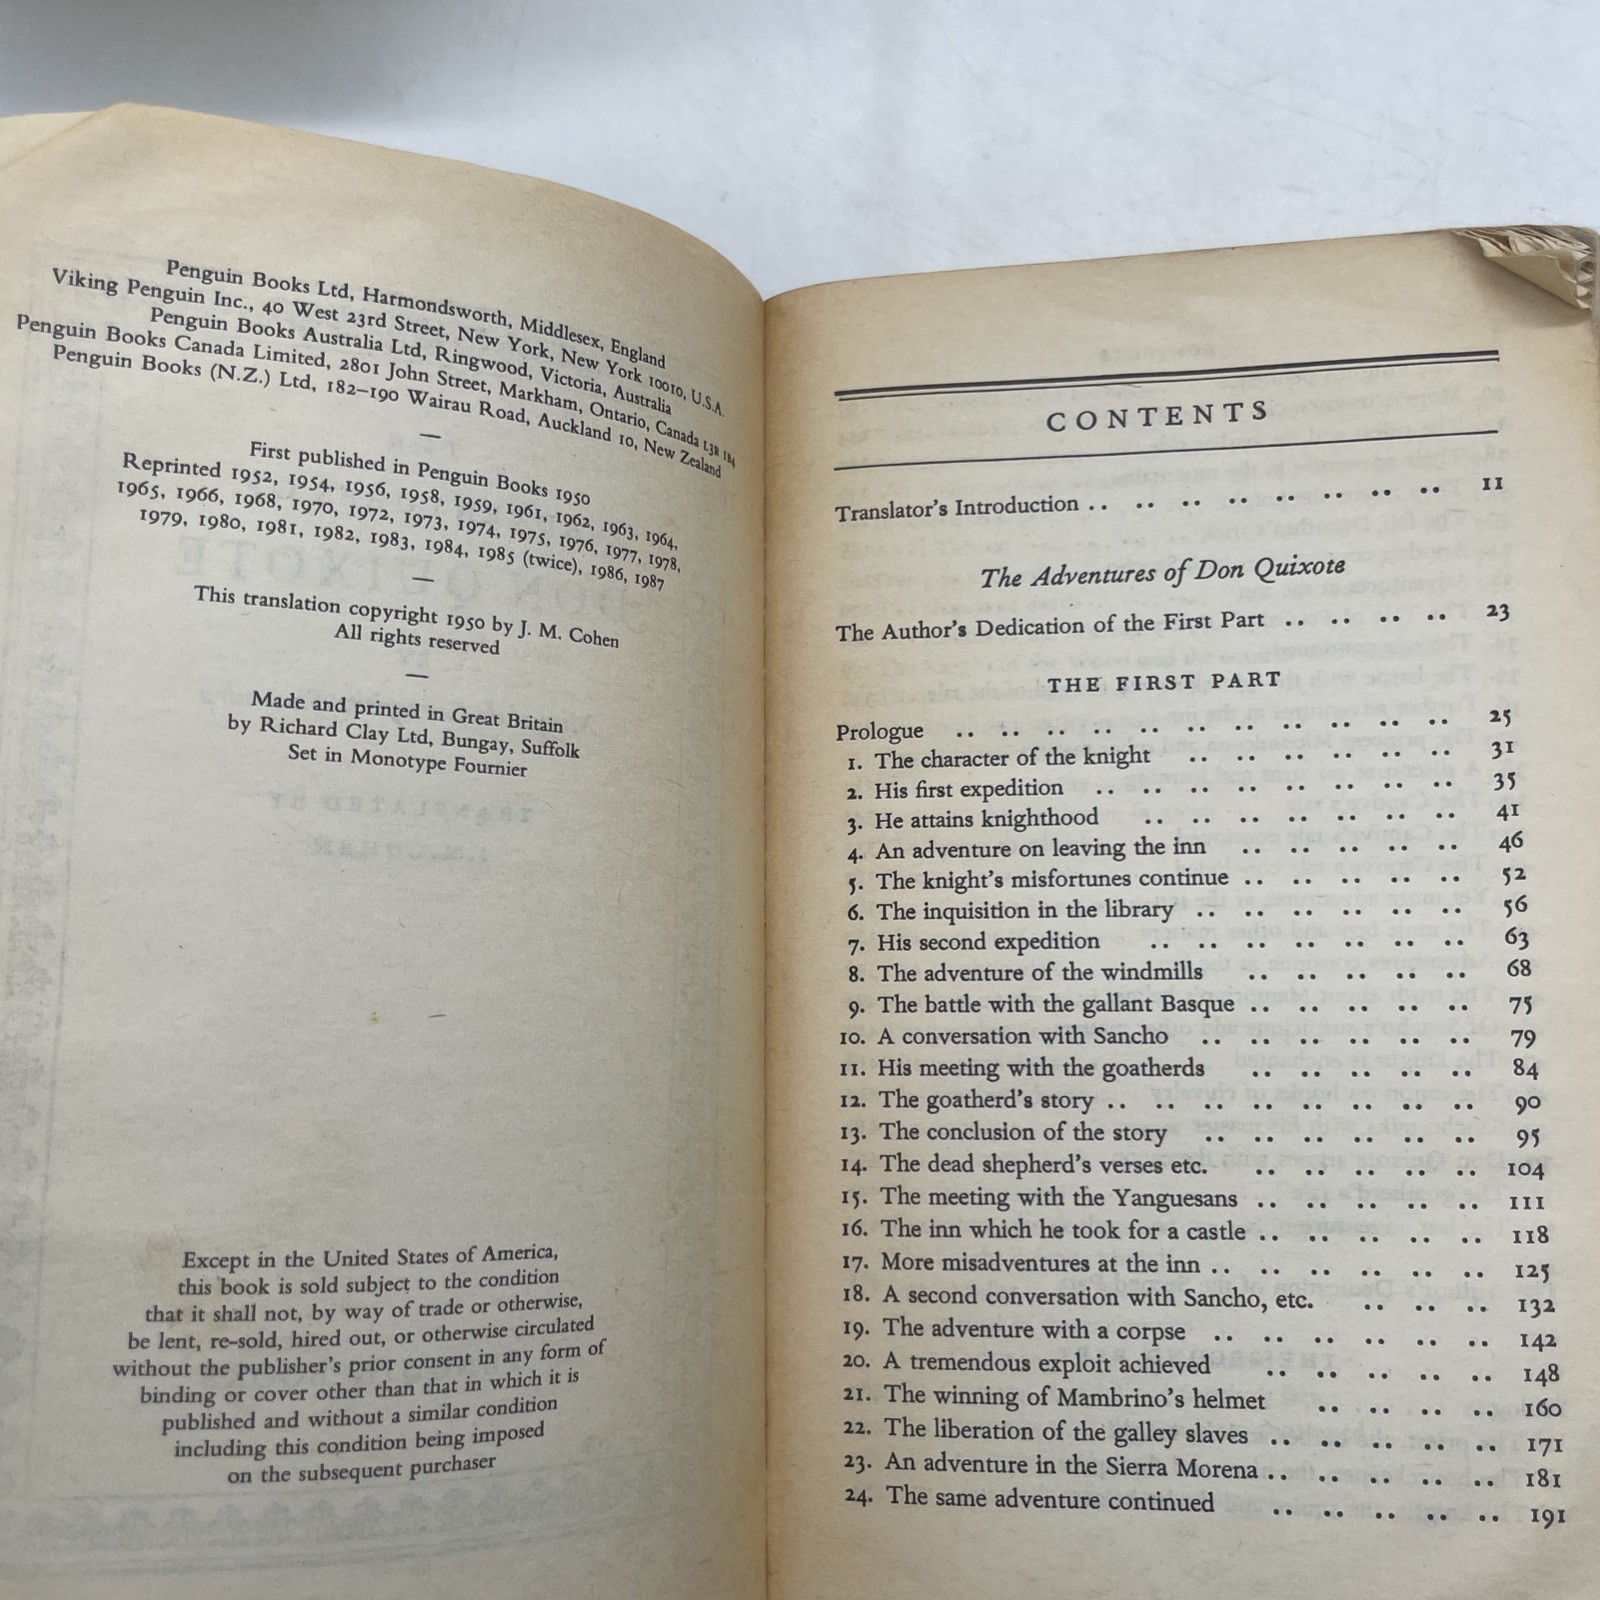 Penguin Books Ltd, Harmondsworth, Middlesex, England
Viking Penguin Inc., 40 West 23rd Street, New York, New York 10010, U.S.A.
Penguin Books Australia Ltd, Ringwood, Victoria, Australia
Penguin Books Canada Limited, 2801 John Street, Markham, Ontario, Canada L3R 1B4
Penguin Books (N.Z.) Ltd, 182–190 Wairau Road, Auckland 10, New Zealand
—
First published in Penguin Books 1950
Reprinted 1952, 1954, 1956, 1958, 1959, 1961, 1962, 1963, 1964,
1965, 1966, 1968, 1970, 1972, 1973, 1974, 1975, 1976, 1977, 1978,
1979, 1980, 1981, 1982, 1983, 1984, 1985 (twice), 1986, 1987
—
This translation copyright 1950 by J. M. Cohen
All rights reserved
—
Made and printed in Great Britain
by Richard Clay Ltd, Bungay, Suffolk
Set in Monotype Fournier
Except in the United States of America,
this book is sold subject to the condition
that it shall not, by way of trade or otherwise,
be lent, re-sold, hired out, or otherwise circulated
without the publisher's prior consent in any form of
binding or cover other than that in which it is
published and without a similar condition
including this condition being imposed
on the subsequent purchaser
CONTENTS
Translator's Introduction .. .. .. .. .. .. .. .. 11
The Adventures of Don Quixote
The Author's Dedication of the First Part .. .. .. .. 23
THE FIRST PART
Prologue .. .. .. .. .. .. .. .. .. .. .. 25
1. The character of the knight .. .. .. .. .. .. 31
2. His first expedition .. .. .. .. .. .. .. .. 35
3. He attains knighthood .. .. .. .. .. .. .. 41
4. An adventure on leaving the inn .. .. .. .. .. 46
5. The knight's misfortunes continue .. .. .. .. .. 52
6. The inquisition in the library .. .. .. .. .. .. 56
7. His second expedition .. .. .. .. .. .. .. 63
8. The adventure of the windmills .. .. .. .. .. 68
9. The battle with the gallant Basque .. .. .. .. .. 75
10. A conversation with Sancho .. .. .. .. .. .. 79
11. His meeting with the goatherds .. .. .. .. .. 84
12. The goatherd's story .. .. .. .. .. .. .. .. 90
13. The conclusion of the story .. .. .. .. .. .. 95
14. The dead shepherd's verses etc. .. .. .. .. .. 104
15. The meeting with the Yanguesans .. .. .. .. .. 111
16. The inn which he took for a castle .. .. .. .. .. 118
17. More misadventures at the inn .. .. .. .. .. .. 125
18. A second conversation with Sancho, etc. .. .. .. 132
19. The adventure with a corpse .. .. .. .. .. .. 142
20. A tremendous exploit achieved .. .. .. .. .. 148
21. The winning of Mambrino's helmet .. .. .. .. 160
22. The liberation of the galley slaves .. .. .. .. .. 171
23. An adventure in the Sierra Morena .. .. .. .. .. 181
24. The same adventure continued .. .. .. .. .. 191